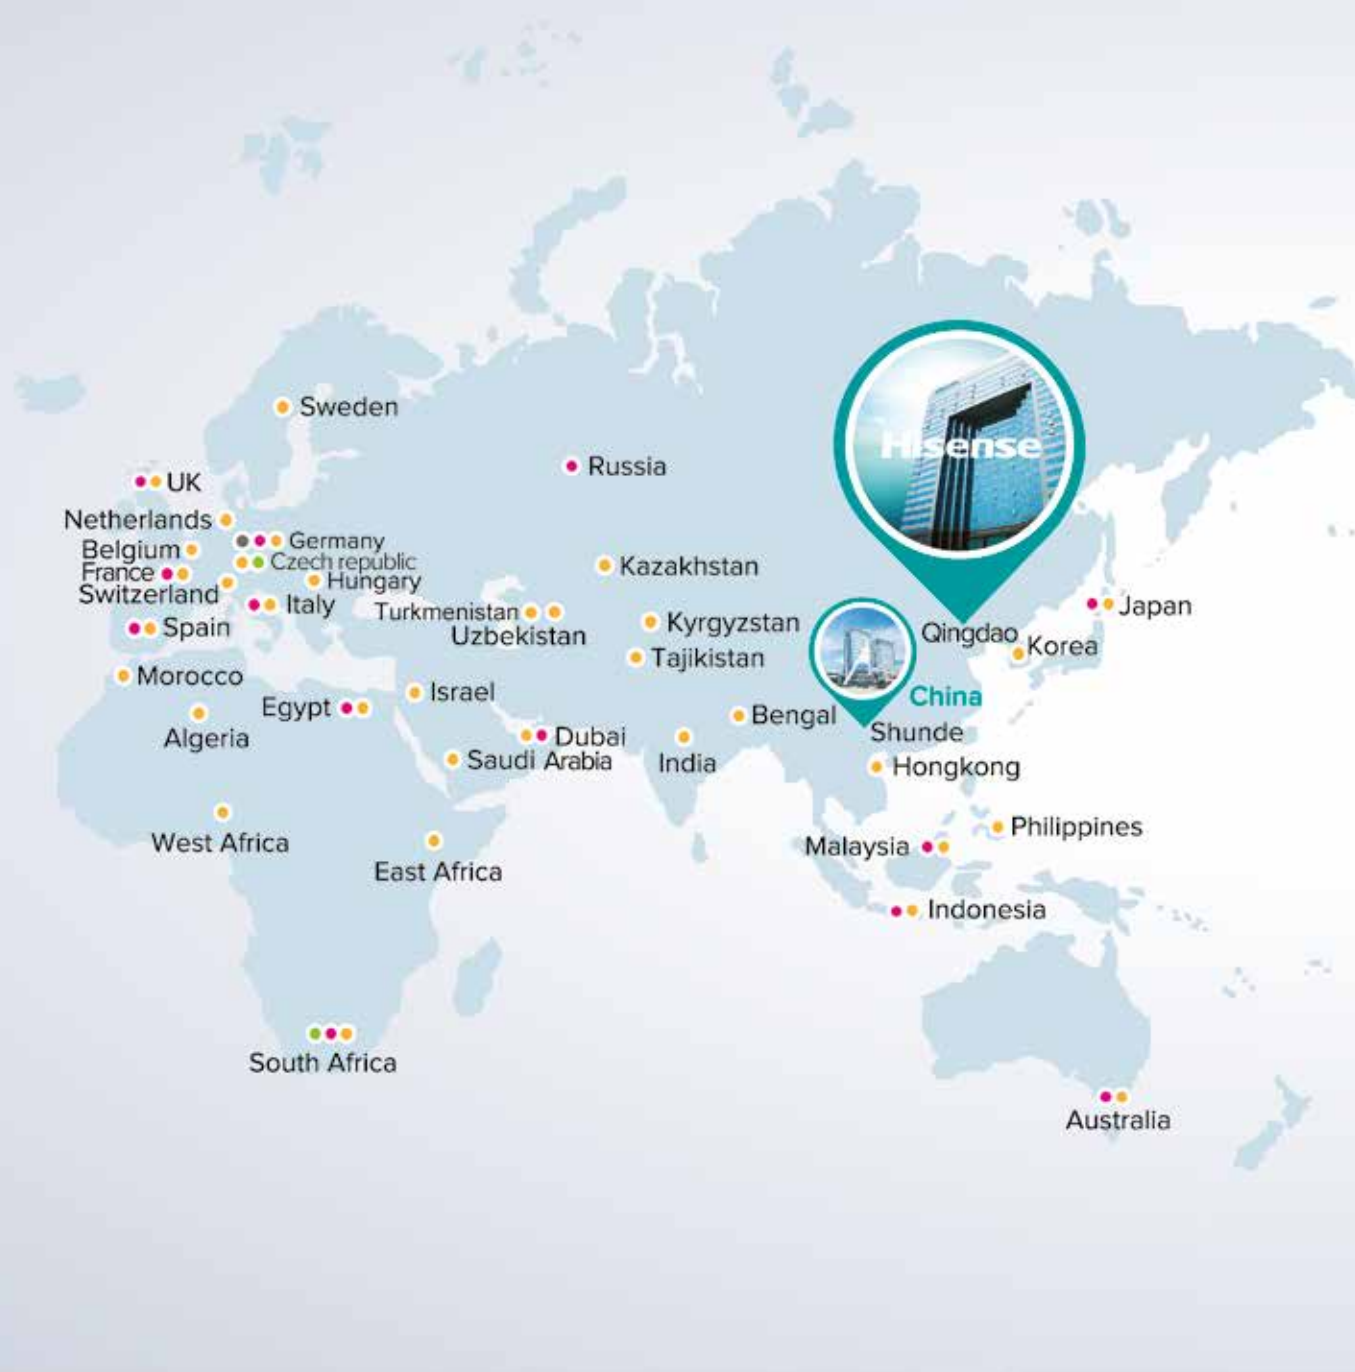 Hisense
Sweden
Russia
UK
Netherlands
Germany
Belgium
Czech republic
Kazakhstan
France
Hungary
Switzerland
Italy
Japan
Turkmenistan
Kyrgyzstan
Spain
Uzbekistan
Qingdao
Korea
Tajikistan
Morocco
Israel
China
Egypt
Bengal
Algeria
Dubai
Shunde
Saudi Arabia
India
Hongkong
Philippines
West Africa
Malaysia
East Africa
Indonesia
South Africa
Australia